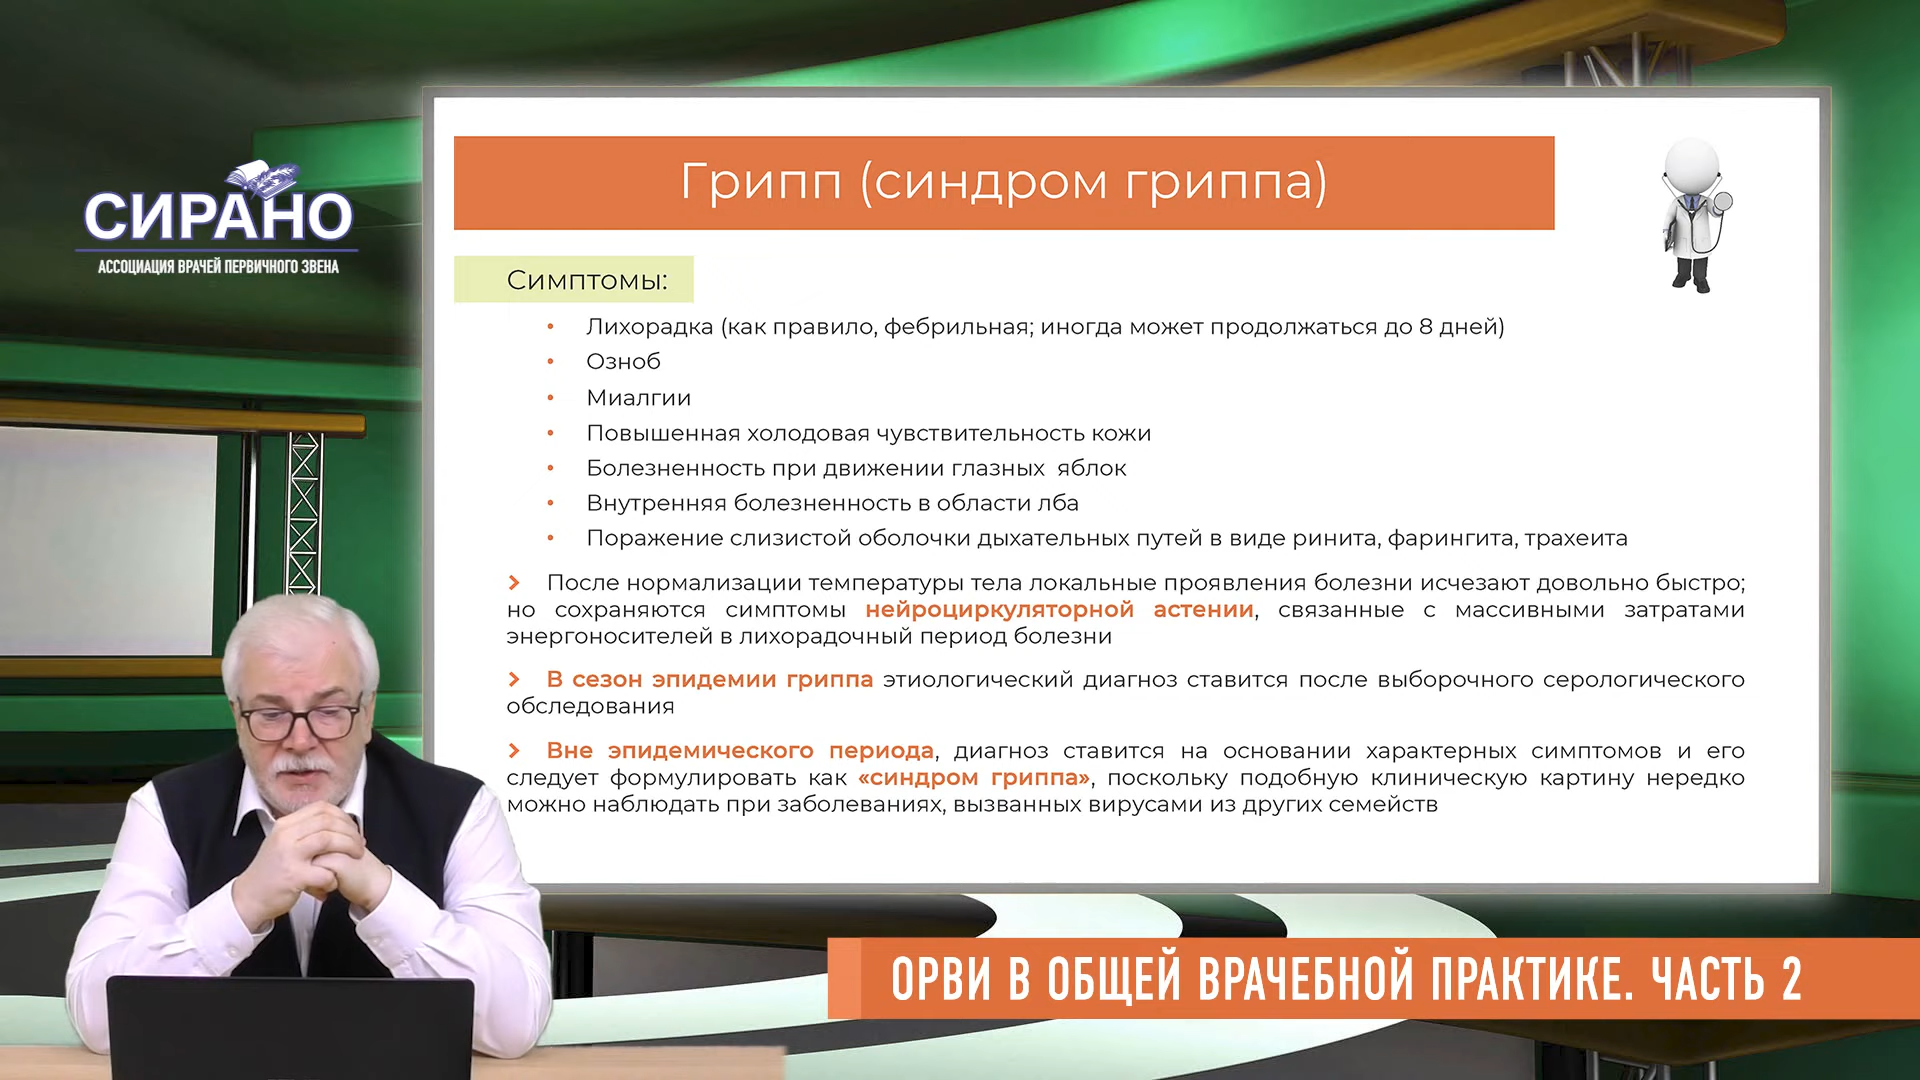 СИРАНО
АССОЦИАЦИЯ ВРАЧЕЙ ПЕРВИЧНОГО ЗВЕНА
Грипп (синдром гриппа)
Симптомы:
• Лихорадка (как правило, фебрильная; иногда может продолжаться до 8 дней)
• Озноб
• Миалгии
• Повышенная холодовая чувствительность кожи
• Болезненность при движении глазных яблок
• Внутренняя болезненность в области лба
• Поражение слизистой оболочки дыхательных путей в виде ринита, фарингита, трахеита
После нормализации температуры тела локальные проявления болезни исчезают довольно быстро;
но сохраняются симптомы нейроциркуляторной астении, связанные с массивными затратами
энергоносителей в лихорадочный период болезни
В сезон эпидемии гриппа этиологический диагноз ставится после выборочного серологического
обследования
Вне эпидемического периода, диагноз ставится на основании характерных симптомов и его
следует формулировать как «синдром гриппа», поскольку подобную клиническую картину нередко
можно наблюдать при заболеваниях, вызванных вирусами из других семейств
ОРВИ В ОБЩЕЙ ВРАЧЕБНОЙ ПРАКТИКЕ. ЧАСТЬ 2